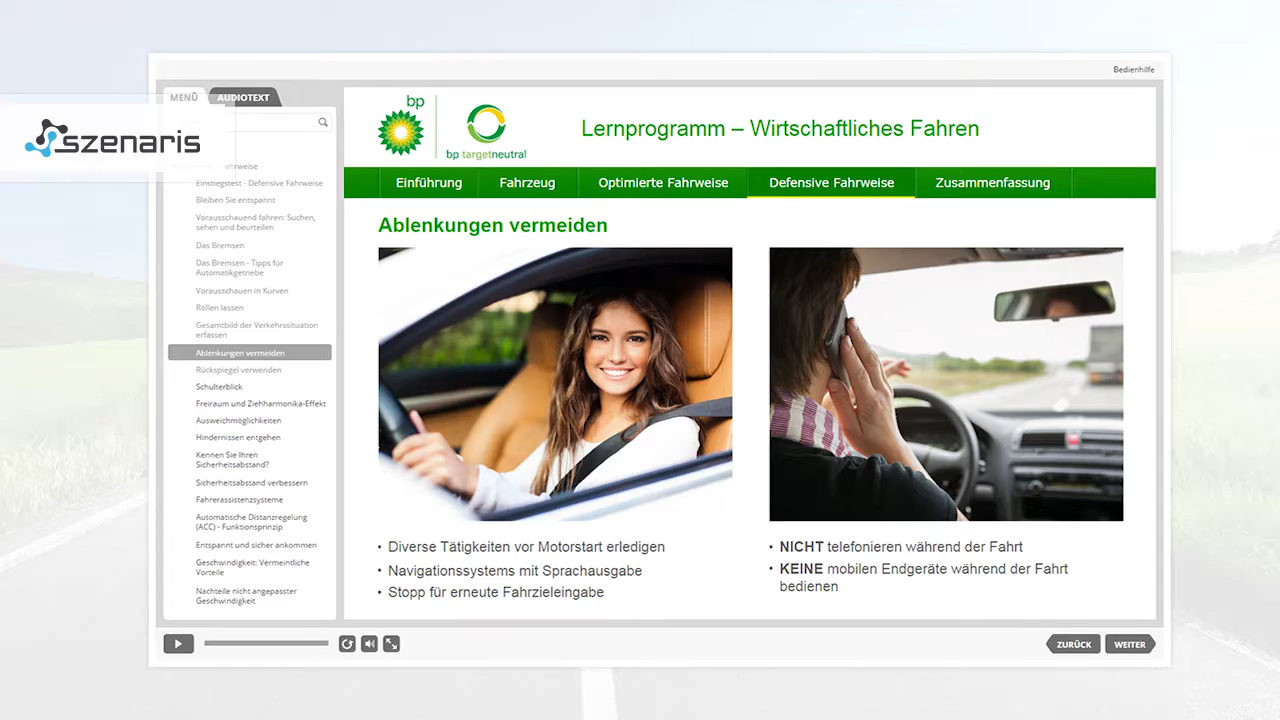 Bedienhilfe
MENÜ
AUDIOTEXT
szenaris
Einstiegstest - Defensive Fahrweise
Bleiben Sie entspannt
Vorausschauend fahren: Suchen,
sehen und beurteilen
Das Bremsen
Das Bremsen - Tipps für
Automatikgetriebe
Vorausschauen in Kurven
Rollen lassen
Gesamtbild der Verkehrssituation
erfassen
Ablenkungen vermeiden
Rückspiegel verwenden
Schulterblick
Freiraum und Ziehharmonika-Effekt
Ausweichmöglichkeiten
Hindernissen entgehen
Kennen Sie Ihren
Sicherheitsabstand?
Sicherheitsabstand verbessern
Fahrerassistenzsysteme
Automatische Distanzregelung
(ACC) - Funktionsprinzip
Entspannt und sicher ankommen
Geschwindigkeit: Vermeintliche
Vorteile
Nachteile nicht angepasster
Geschwindigkeit
bp
bp targetneutral
Lernprogramm – Wirtschaftliches Fahren
Einführung
Fahrzeug
Optimierte Fahrweise
Defensive Fahrweise
Zusammenfassung
Ablenkungen vermeiden
• Diverse Tätigkeiten vor Motorstart erledigen
• Navigationssystems mit Sprachausgabe
• Stopp für erneute Fahrzieleingabe
• NICHT telefonieren während der Fahrt
• KEINE mobilen Endgeräte während der Fahrt
bedienen
ZURÜCK
WEITER